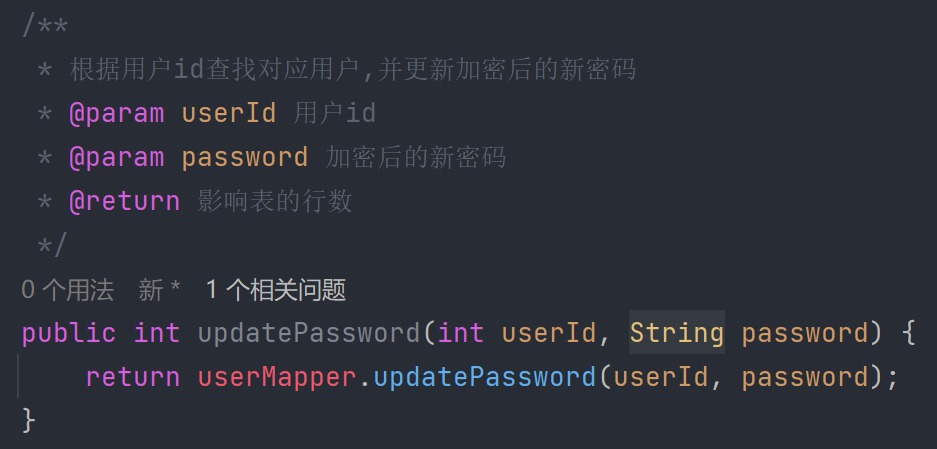 /**
 * 根据用户id查找对应用户,并更新加密后的新密码
 * @param userId 用户id
 * @param password 加密后的新密码
 * @return 影响表的行数
 */
0 个用法 新 * 1 个相关问题
public int updatePassword(int userId, String password) {
    return userMapper.updatePassword(userId, password);
}